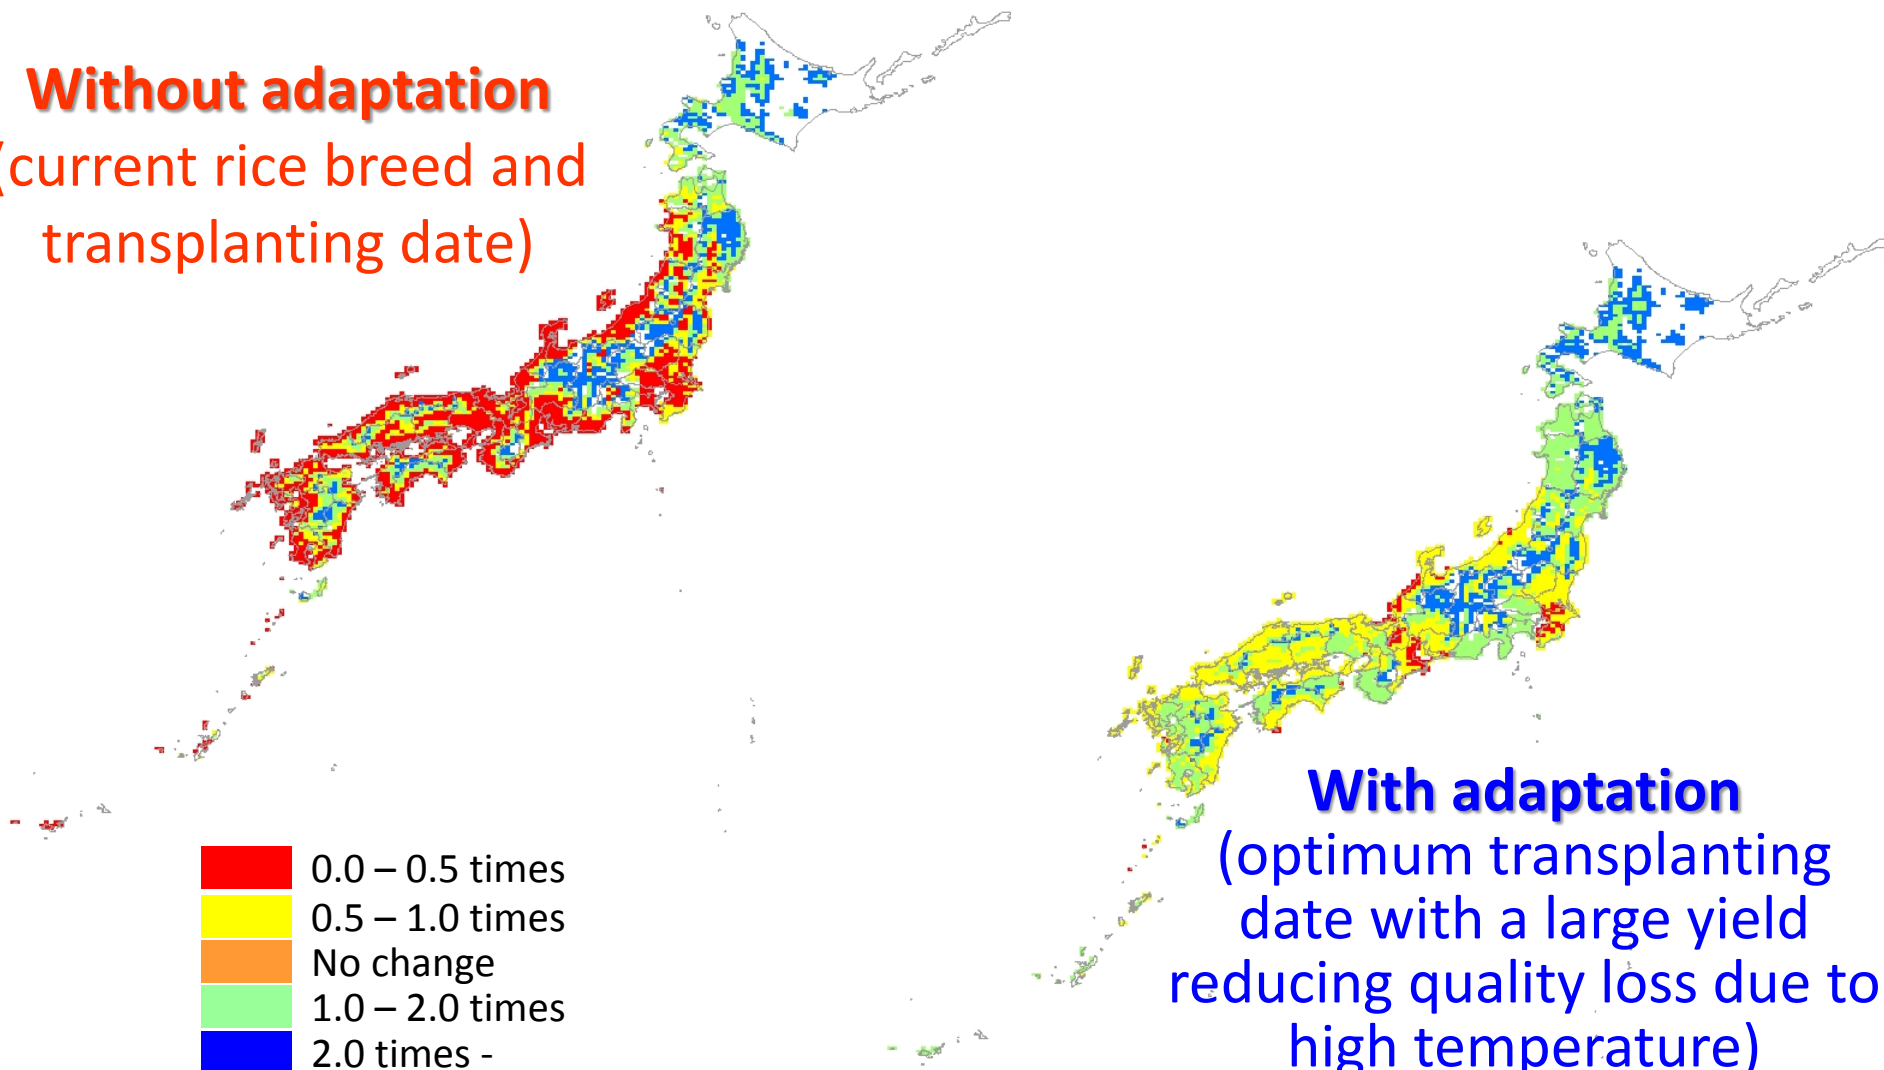 Without adaptation
(current rice breed and
transplanting date)
0.0 – 0.5 times
0.5 – 1.0 times
No change
1.0 – 2.0 times
2.0 times -
With adaptation
(optimum transplanting
date with a large yield
reducing quality loss due to
high temperature)